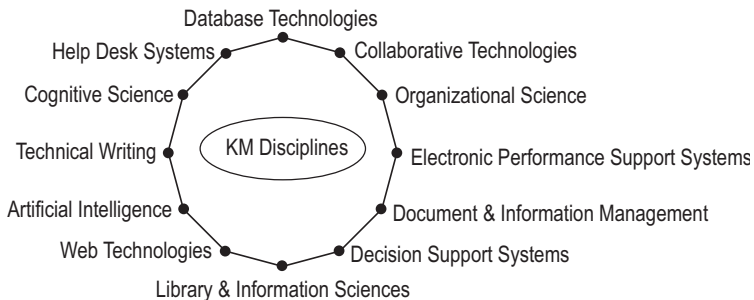 Database Technologies
Help Desk Systems
Collaborative Technologies
Cognitive Science
Organizational Science
Technical Writing
KM Disciplines
Electronic Performance Support Systems
Artificial Intelligence
Document & Information Management
Web Technologies
Decision Support Systems
Library & Information Sciences